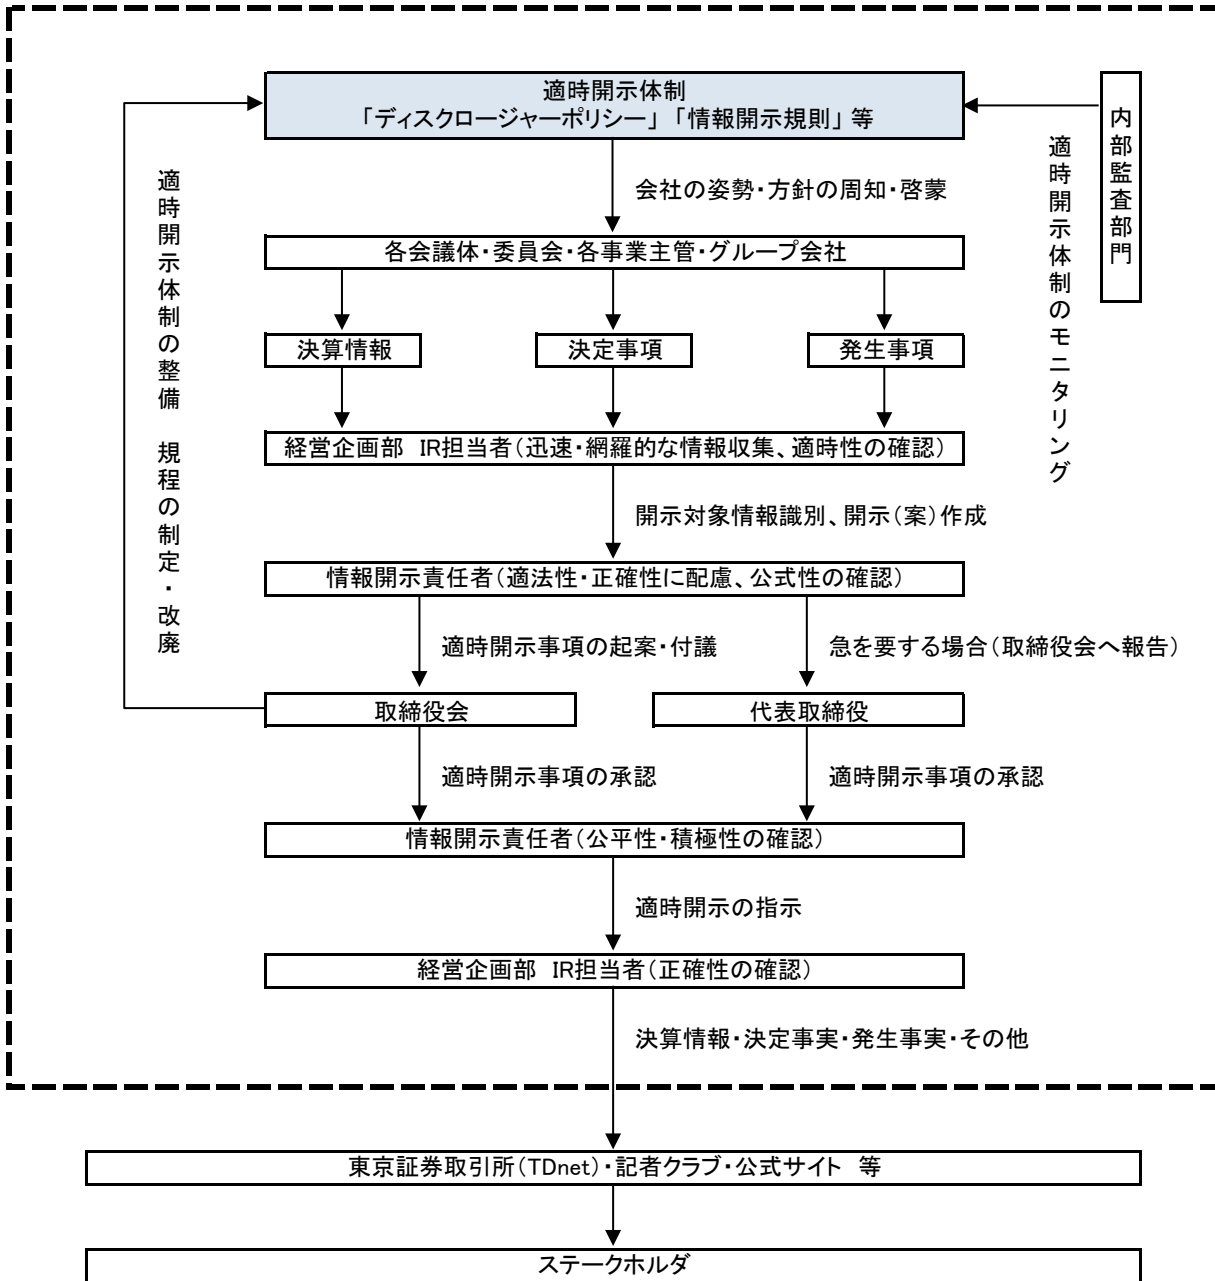 適時開示体制
「ディスクロージャーポリシー」「情報開示規則」等
内部監査部門
適時開示体制のモニタリング
適時開示体制の整備　規程の制定・改廃
会社の姿勢・方針の周知・啓蒙
各会議体・委員会・各事業主管・グループ会社
決算情報
決定事項
発生事項
経営企画部　IR担当者（迅速・網羅的な情報収集、適時性の確認）
開示対象情報識別、開示（案）作成
情報開示責任者（適法性・正確性に配慮、公式性の確認）
適時開示事項の起案・付議
急を要する場合（取締役会へ報告）
取締役会
代表取締役
適時開示事項の承認
適時開示事項の承認
情報開示責任者（公平性・積極性の確認）
適時開示の指示
経営企画部　IR担当者（正確性の確認）
決算情報・決定事実・発生事実・その他
東京証券取引所（TDnet）・記者クラブ・公式サイト　等
ステークホルダ